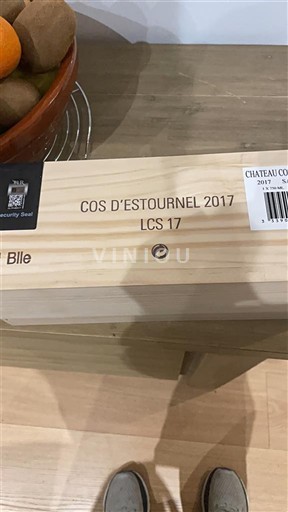 Security Seal
COS D'ESTOURNEL 2017
LCS 17
Blle
VINIOU
CHATEAU CO
2017